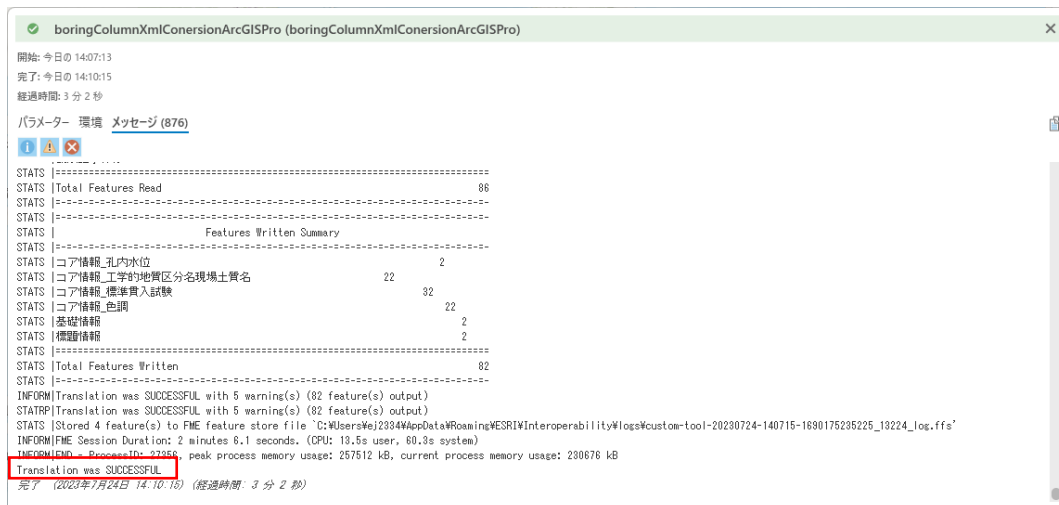 boringColumnXmlConersionArcGISPro (boringColumnXmlConersionArcGISPro)
開始: 今日の 14:07:13
完了: 今日の 14:10:15
経過時間: 3 分 2 秒
パラメーター 環境 メッセージ (876)
STATS |==============================================================================
STATS |Total Features Read 86
STATS |=-=-=-=-=-=-=-=-=-=-=-=-=-=-=-=-=-=-=-=-=-=-=-=-=-=-=-=-=-=-=-=-=-=-=-=-=-=-=-
STATS |=-=-=-=-=-=-=-=-=-=-=-=-=-=-=-=-=-=-=-=-=-=-=-=-=-=-=-=-=-=-=-=-=-=-=-=-=-=-=-
STATS | Features Written Summary
STATS |=-=-=-=-=-=-=-=-=-=-=-=-=-=-=-=-=-=-=-=-=-=-=-=-=-=-=-=-=-=-=-=-=-=-=-=-=-=-=-
STATS |コア情報_孔内水位 2
STATS |コア情報_工学的地質区分名現場土質名 22
STATS |コア情報_標準貫入試験 32
STATS |コア情報_色調 22
STATS |基礎情報 2
STATS |標題情報 2
STATS |==============================================================================
STATS |Total Features Written 82
STATS |=-=-=-=-=-=-=-=-=-=-=-=-=-=-=-=-=-=-=-=-=-=-=-=-=-=-=-=-=-=-=-=-=-=-=-=-=-=-=-
INFORM|Translation was SUCCESSFUL with 5 warning(s) (82 feature(s) output)
STATRP|Translation was SUCCESSFUL with 5 warning(s) (82 feature(s) output)
STATS |Stored 4 feature(s) to FME feature store file `C:¥Users¥ej2334¥AppData¥Roaming¥ESRI¥Interoperability¥logs¥custom-tool-20230724-140715-1690175235225_13224_log.ffs'
INFORM|FME Session Duration: 2 minutes 6.1 seconds. (CPU: 13.5s user, 60.3s system)
INFORM|END - ProcessID: 27356, peak process memory usage: 257512 kB, current process memory usage: 230676 kB
Translation was SUCCESSFUL
完了 (2023年7月24日 14:10:15) (経過時間: 3 分 2 秒)